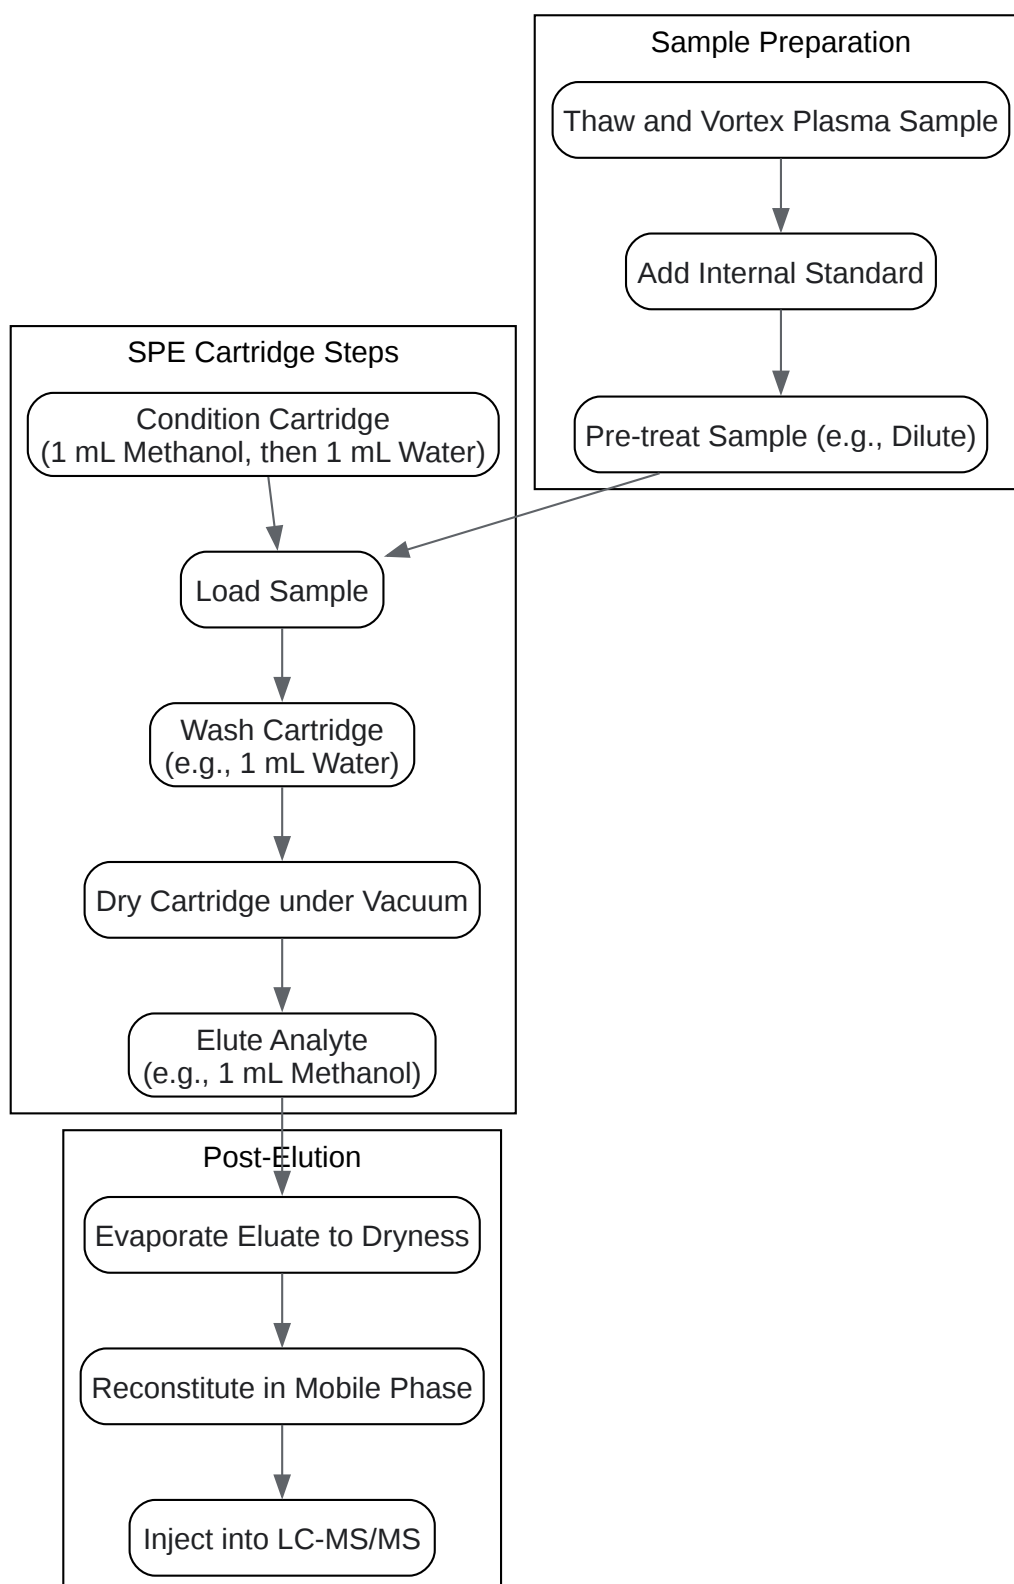 Sample Preparation
Thaw and Vortex Plasma Sample
Add Internal Standard
Pre-treat Sample (e.g., Dilute)
SPE Cartridge Steps
Condition Cartridge
(1 mL Methanol, then 1 mL Water)
Load Sample
Wash Cartridge
(e.g., 1 mL Water)
Dry Cartridge under Vacuum
Elute Analyte
(e.g., 1 mL Methanol)
Post-Elution
Evaporate Eluate to Dryness
Reconstitute in Mobile Phase
Inject into LC-MS/MS